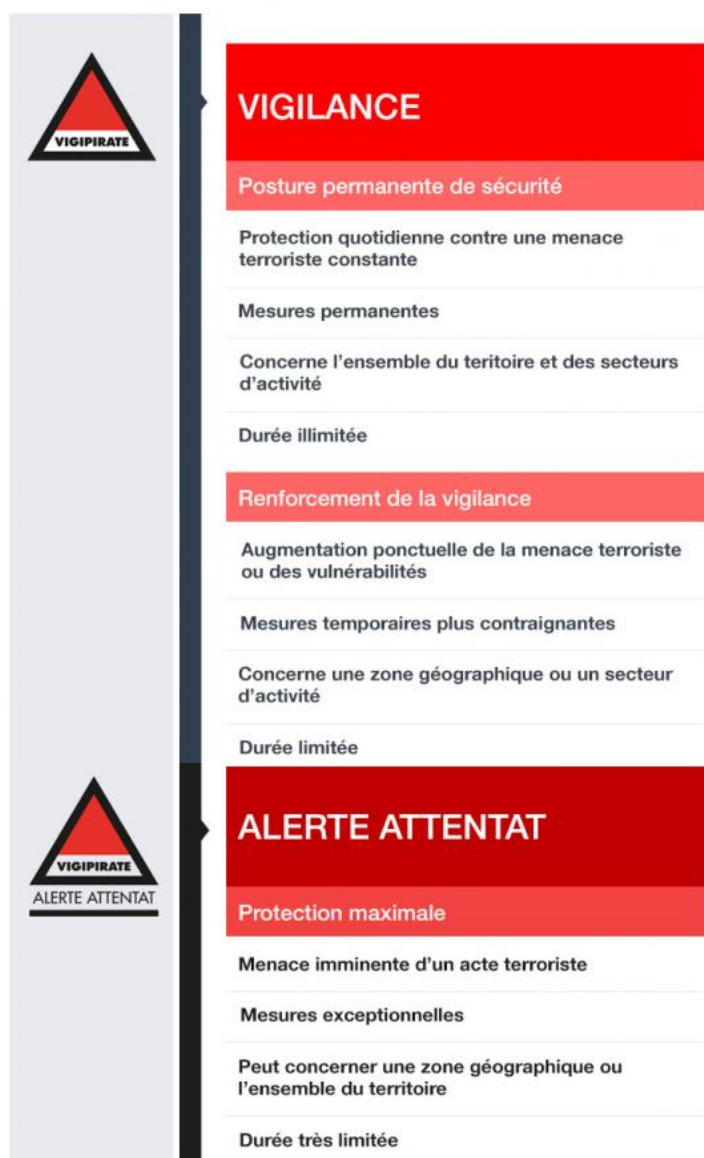 VIGIPIRATE
VIGILANCE
Posture permanente de sécurité
Protection quotidienne contre une menace
terroriste constante
Mesures permanentes
Concerne l'ensemble du teritoire et des secteurs
d'activité
Durée illimitée
Renforcement de la vigilance
Augmentation ponctuelle de la menace terroriste
ou des vulnérabilités
Mesures temporaires plus contraignantes
Concerne une zone géographique ou un secteur
d'activité
Durée limitée
VIGIPIRATE
ALERTE ATTENTAT
ALERTE ATTENTAT
Protection maximale
Menace imminente d'un acte terroriste
Mesures exceptionnelles
Peut concerner une zone géographique ou
l'ensemble du territoire
Durée très limitée